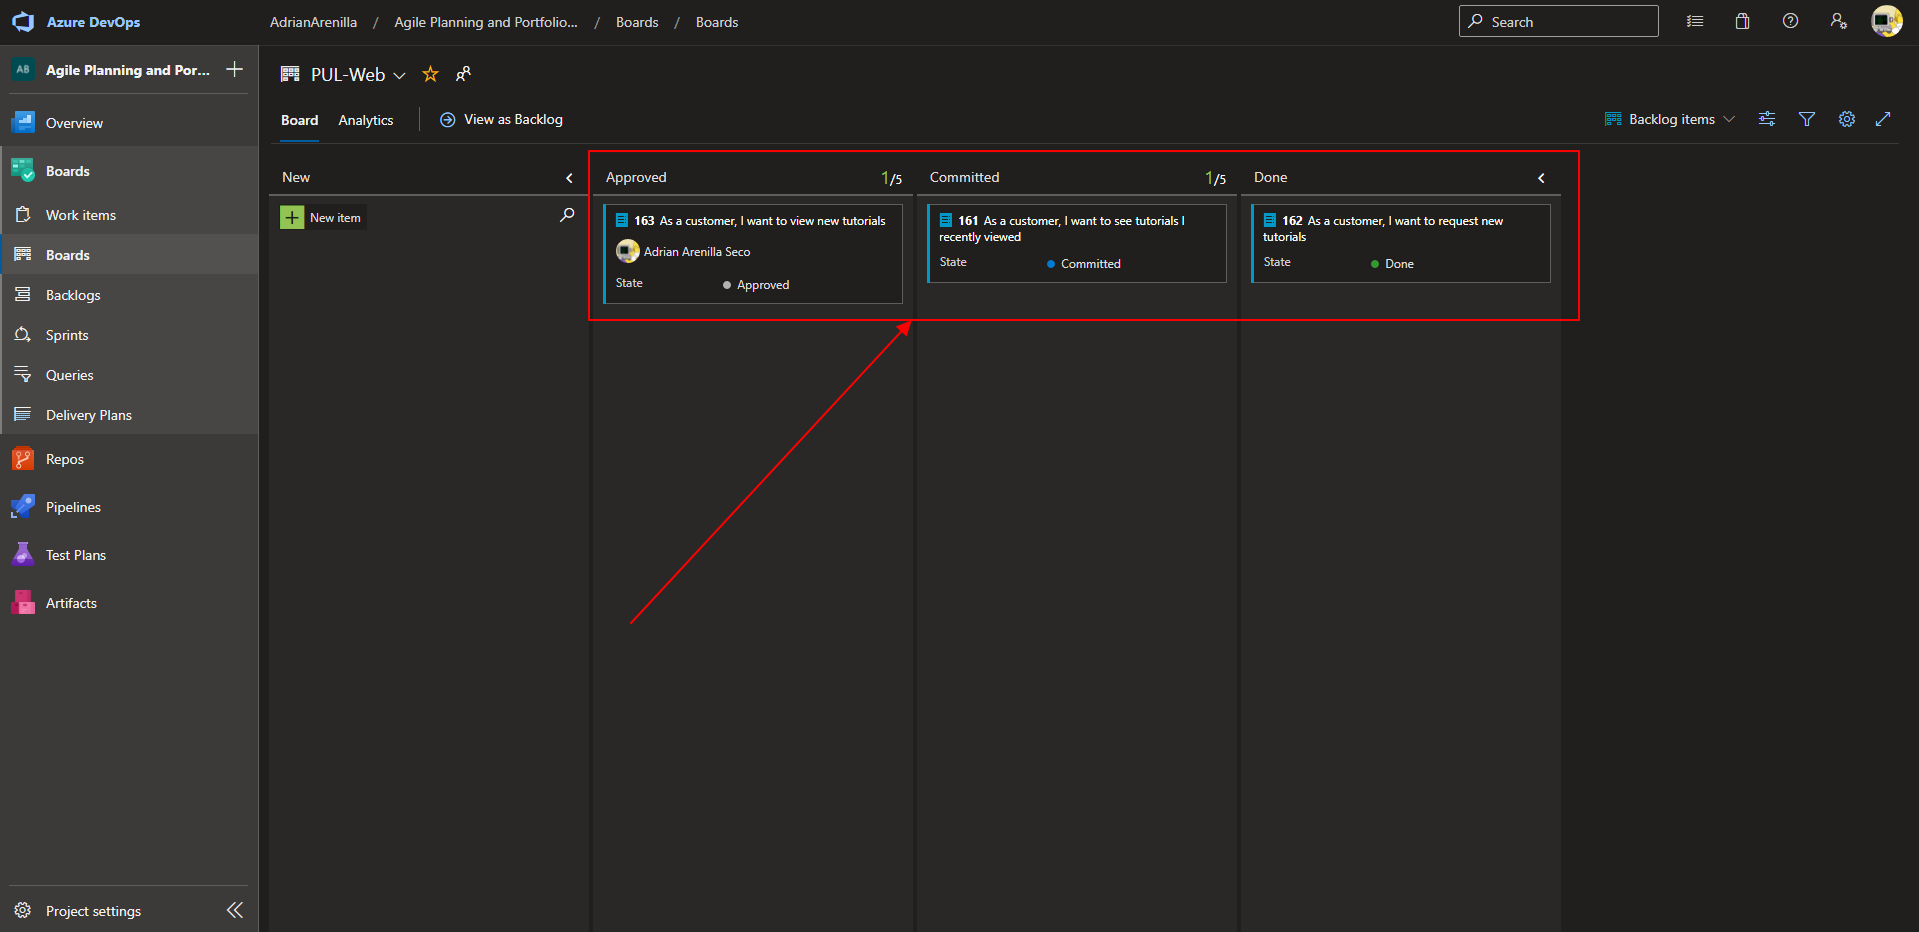 Azure DevOps
AdrianArenilla / Agile Planning and Portfolio... / Boards / Boards
Search
AB
Agile Planning and Por...
PUL-Web
Overview
Boards
Work items
Boards
Backlogs
Sprints
Queries
Delivery Plans
Repos
Pipelines
Test Plans
Artifacts
Project settings
Board
Analytics
View as Backlog
Backlog items
New
New item
Approved
1/5
163 As a customer, I want to view new tutorials
Adrian Arenilla Seco
State
Approved
Committed
1/5
161 As a customer, I want to see tutorials I
recently viewed
State
Committed
Done
162 As a customer, I want to request new
tutorials
State
Done